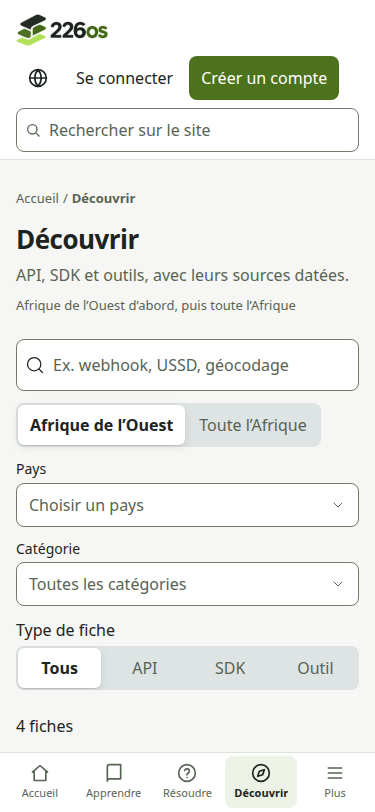 226os
Se connecter
Créer un compte
Rechercher sur le site
Accueil / Découvrir
Découvrir
API, SDK et outils, avec leurs sources datées.
Afrique de l’Ouest d’abord, puis toute l’Afrique
Ex. webhook, USSD, géocodage
Afrique de l’Ouest
Toute l’Afrique
Pays
Choisir un pays
Catégorie
Toutes les catégories
Type de fiche
Tous
API
SDK
Outil
4 fiches
Accueil
Apprendre
Résoudre
Découvrir
Plus